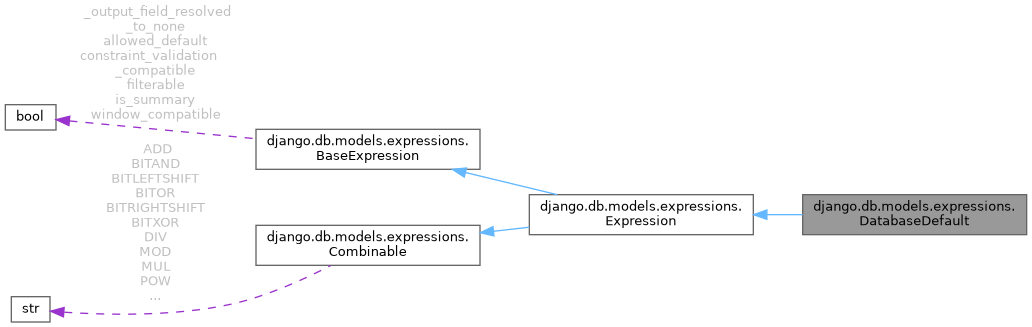 _output_field_resolved
_to_none
allowed_default
constraint_validation
_compatible
filterable
is_summary
window_compatible
bool
django.db.models.expressions.
BaseExpression
ADD
BITAND
BITLEFTSHIFT
BITOR
BITRIGHTSHIFT
BITXOR
DIV
MOD
MUL
POW
...
str
django.db.models.expressions.
Combinable
django.db.models.expressions.
Expression
django.db.models.expressions.
DatabaseDefault